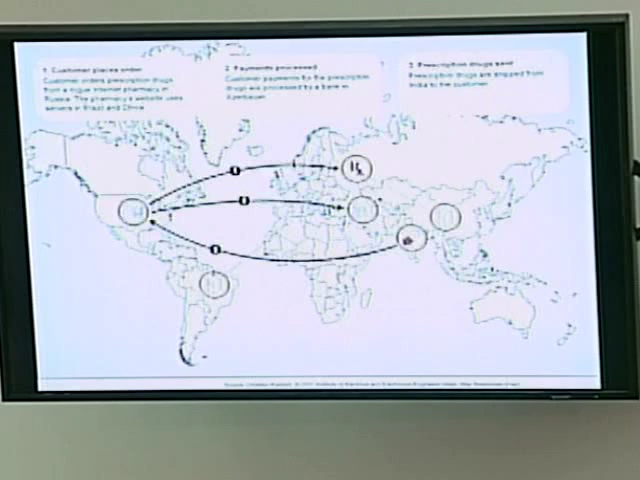 1. Customer places order
Customer orders prescription drugs
from a rogue Internet pharmacy in
Russia. The pharmacy's website uses
servers in Brazil and China.
2. Payments processed
Customer payments for the prescription
drugs are processed by a bank in
Azerbaijan.
3. Prescription drugs sent
Prescription drugs are shipped from
India to the customer.